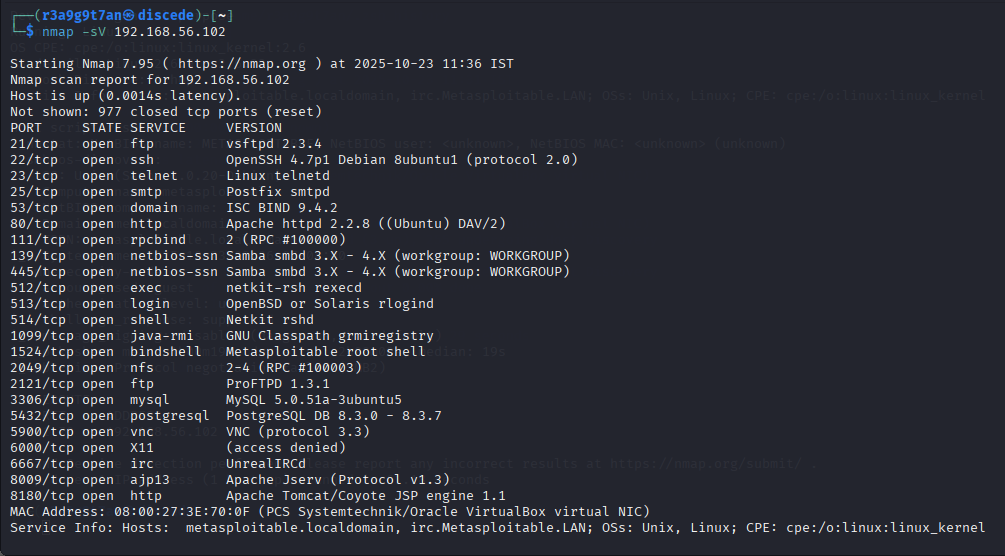 ┌──(r3a9g9t7an㉿discede)-[~]
└─$ nmap -sV 192.168.56.102
Starting Nmap 7.95 ( https://nmap.org ) at 2025-10-23 11:36 IST
Nmap scan report for 192.168.56.102
Host is up (0.0014s latency).
Not shown: 977 closed tcp ports (reset)
PORT     STATE SERVICE     VERSION
21/tcp   open  ftp         vsftpd 2.3.4
22/tcp   open  ssh         OpenSSH 4.7p1 Debian 8ubuntu1 (protocol 2.0)
23/tcp   open  telnet      Linux telnetd
25/tcp   open  smtp        Postfix smtpd
53/tcp   open  domain      ISC BIND 9.4.2
80/tcp   open  http        Apache httpd 2.2.8 ((Ubuntu) DAV/2)
111/tcp  open  rpcbind     2 (RPC #100000)
139/tcp  open  netbios-ssn Samba smbd 3.X - 4.X (workgroup: WORKGROUP)
445/tcp  open  netbios-ssn Samba smbd 3.X - 4.X (workgroup: WORKGROUP)
512/tcp  open  exec        netkit-rsh rexecd
513/tcp  open  login       OpenBSD or Solaris rlogind
514/tcp  open  shell       Netkit rshd
1099/tcp open  java-rmi    GNU Classpath grmiregistry
1524/tcp open  bindshell   Metasploitable root shell
2049/tcp open  nfs         2-4 (RPC #100003)
2121/tcp open  ftp         ProFTPD 1.3.1
3306/tcp open  mysql       MySQL 5.0.51a-3ubuntu5
5432/tcp open  postgresql  PostgreSQL DB 8.3.0 - 8.3.7
5900/tcp open  vnc         VNC (protocol 3.3)
6000/tcp open  X11         (access denied)
6667/tcp open  irc         UnrealIRCd
8009/tcp open  ajp13       Apache Jserv (Protocol v1.3)
8180/tcp open  http        Apache Tomcat/Coyote JSP engine 1.1
MAC Address: 08:00:27:3E:70:0F (PCS Systemtechnik/Oracle VirtualBox virtual NIC)
Service Info: Hosts:  metasploitable.localdomain, irc.Metasploitable.LAN; OSs: Unix, Linux; CPE: cpe:/o:linux:linux_kernel